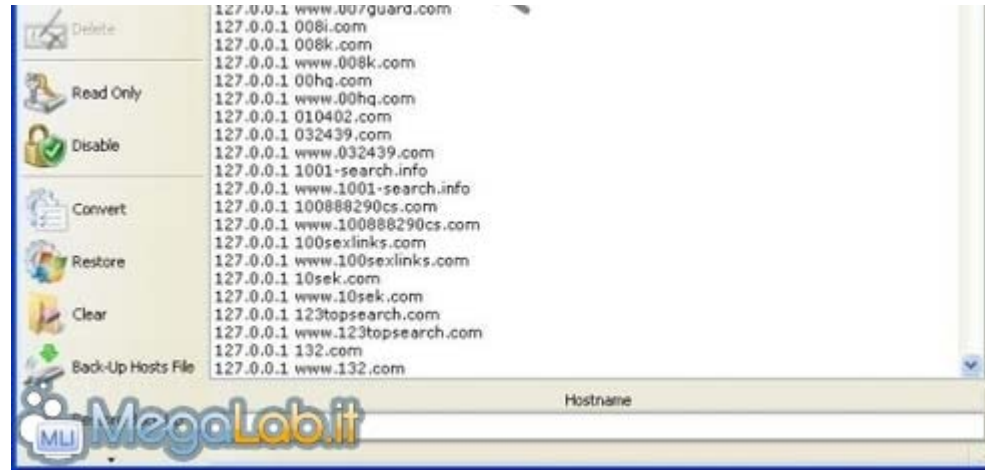 Delete
Read Only
Disable
Convert
Restore
Clear
Back-Up Hosts File
127.0.0.1 www.007guard.com
127.0.0.1 008i.com
127.0.0.1 008k.com
127.0.0.1 www.008k.com
127.0.0.1 00hq.com
127.0.0.1 www.00hq.com
127.0.0.1 010402.com
127.0.0.1 032439.com
127.0.0.1 www.032439.com
127.0.0.1 1001-search.info
127.0.0.1 www.1001-search.info
127.0.0.1 100888290cs.com
127.0.0.1 www.100888290cs.com
127.0.0.1 100sexlinks.com
127.0.0.1 www.100sexlinks.com
127.0.0.1 10sek.com
127.0.0.1 www.10sek.com
127.0.0.1 123topsearch.com
127.0.0.1 www.123topsearch.com
127.0.0.1 132.com
127.0.0.1 www.132.com
Hostname
MegaLab.it
MLI